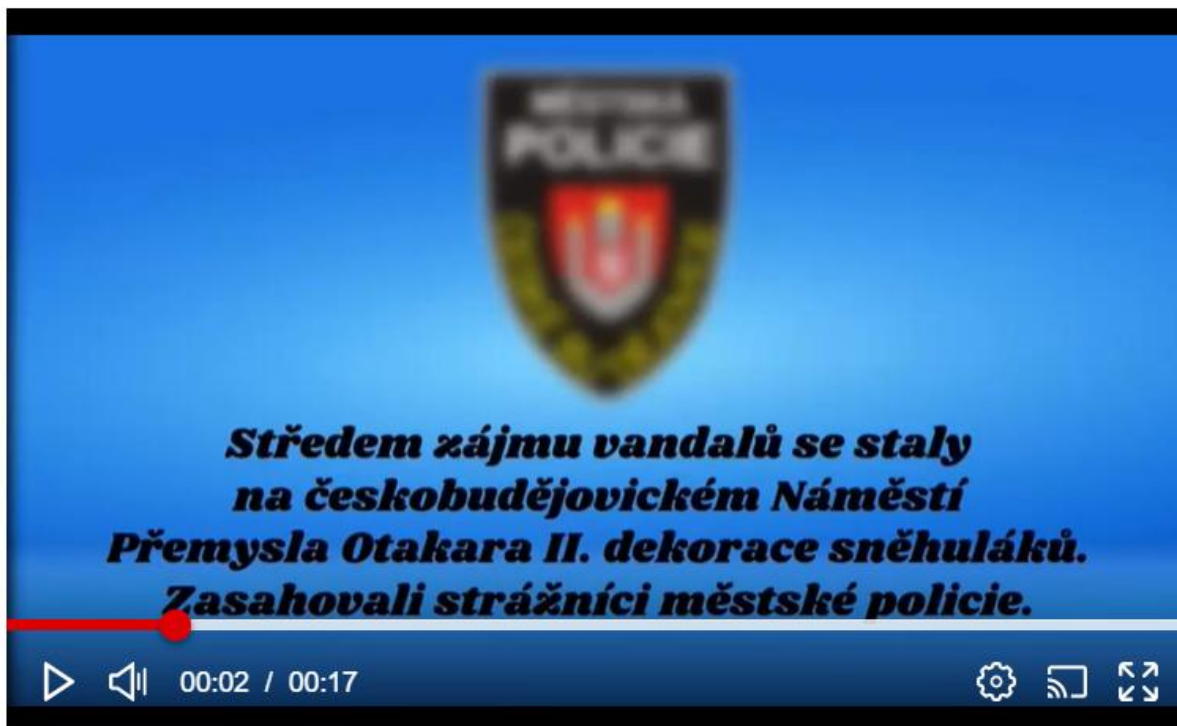 MĚSTSKÁ
POLICIE
Středem zájmu vandalů se staly
na českobudějovickém Náměstí
Přemysla Otakara II. dekorace sněhuláků.
Zasahovali strážníci městské policie.
00:02 / 00:17